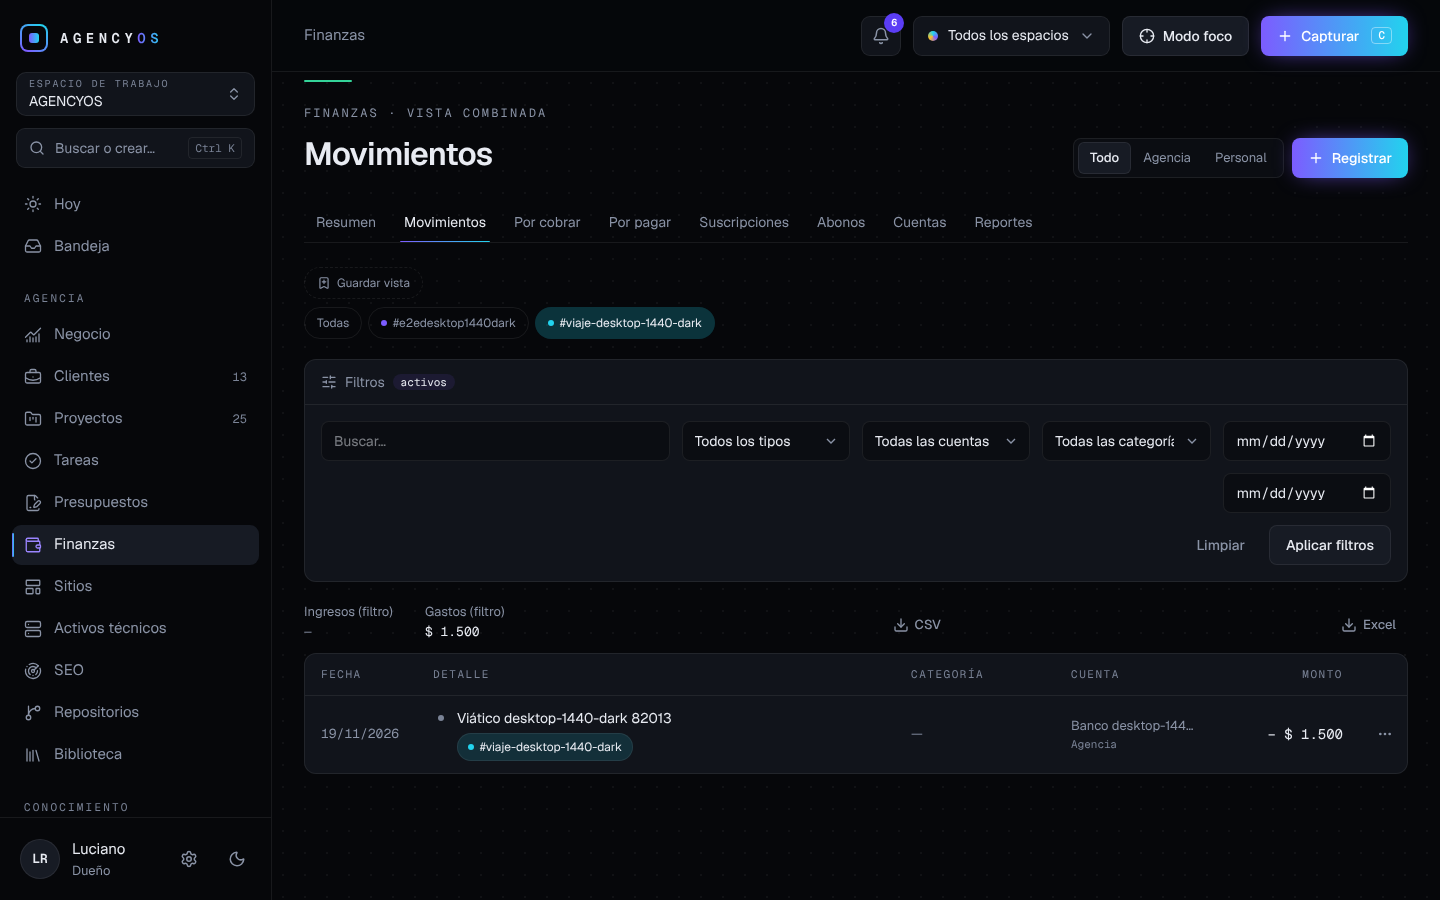 AGENCYOS
ESPACIO DE TRABAJO
AGENCYOS
Buscar o crear... Ctrl K
Hoy
Bandeja
AGENCIA
Negocio
Clientes 13
Proyectos 25
Tareas
Presupuestos
Finanzas
Sitios
Activos técnicos
SEO
Repositorios
Biblioteca
CONOCIMIENTO
LR Luciano
Dueño
Finanzas
6
Todos los espacios
Modo foco
Capturar C
FINANZAS · VISTA COMBINADA
Movimientos
Todo Agencia Personal
Registrar
Resumen Movimientos Por cobrar Por pagar Suscripciones Abonos Cuentas Reportes
Guardar vista
Todas #e2edesktop1440dark #viaje-desktop-1440-dark
Filtros activos
Buscar... Todos los tipos Todas las cuentas Todas las categoría mm/dd/yyyy
mm/dd/yyyy
Limpiar Aplicar filtros
Ingresos (filtro) Gastos (filtro)
— $ 1.500
CSV Excel
FECHA DETALLE CATEGORÍA CUENTA MONTO
19/11/2026 Viático desktop-1440-dark 82013 — Banco desktop-144... − $ 1.500
#viaje-desktop-1440-dark Agencia